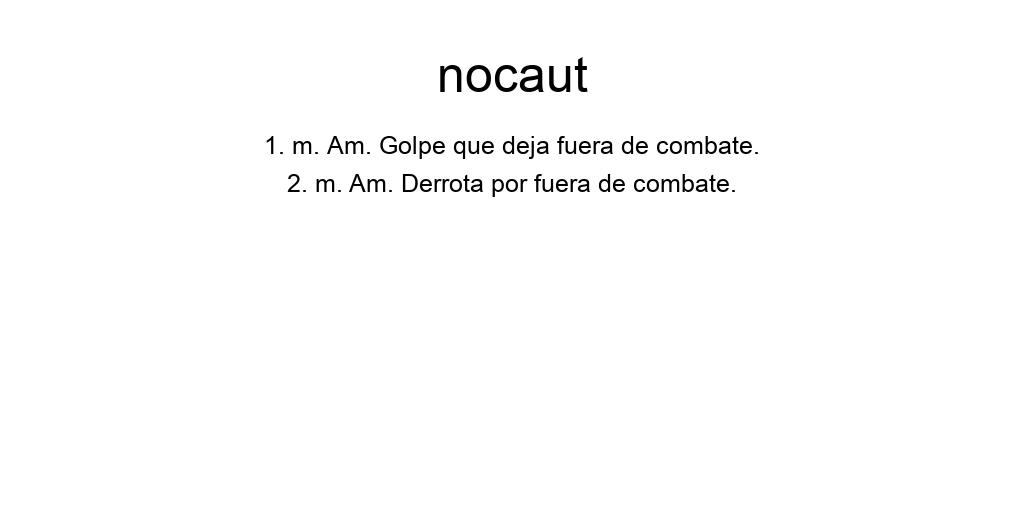 nocaut
1. m. Am. Golpe que deja fuera de combate.
2. m. Am. Derrota por fuera de combate.